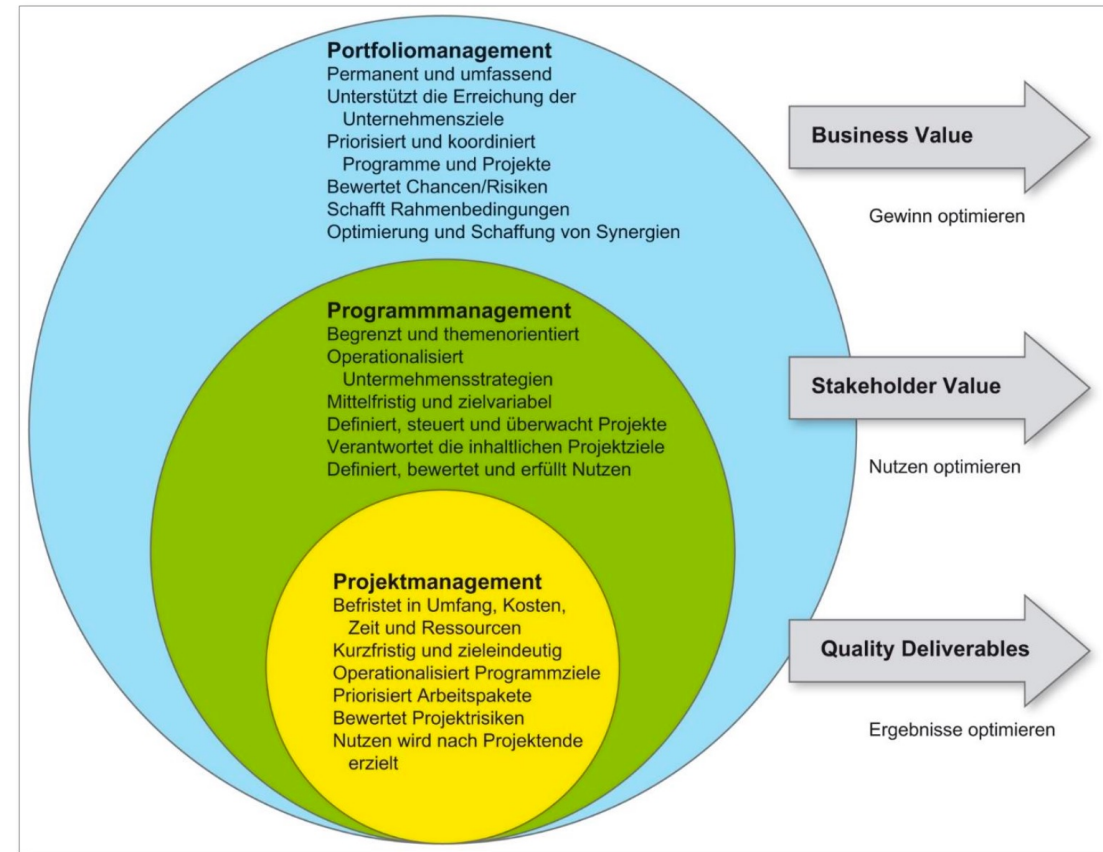 Portfoliomanagement
Permanent und umfassend
Unterstützt die Erreichung der
Unternehmensziele
Priorisiert und koordiniert
Programme und Projekte
Bewertet Chancen/Risiken
Schafft Rahmenbedingungen
Optimierung und Schaffung von Synergien
Business Value
Gewinn optimieren
Programmmanagement
Begrenzt und themenorientiert
Operationalisiert
Untermehmensstrategien
Mittelfristig und zielvariabel
Definiert, steuert und überwacht Projekte
Verantwortet die inhaltlichen Projektziele
Definiert, bewertet und erfüllt Nutzen
Stakeholder Value
Nutzen optimieren
Projektmanagement
Befristet in Umfang, Kosten,
Zeit und Ressourcen
Kurzfristig und zieleindeutig
Operationalisiert Programmziele
Priorisiert Arbeitspakete
Bewertet Projektrisiken
Nutzen wird nach Projektende
erzielt
Quality Deliverables
Ergebnisse optimieren